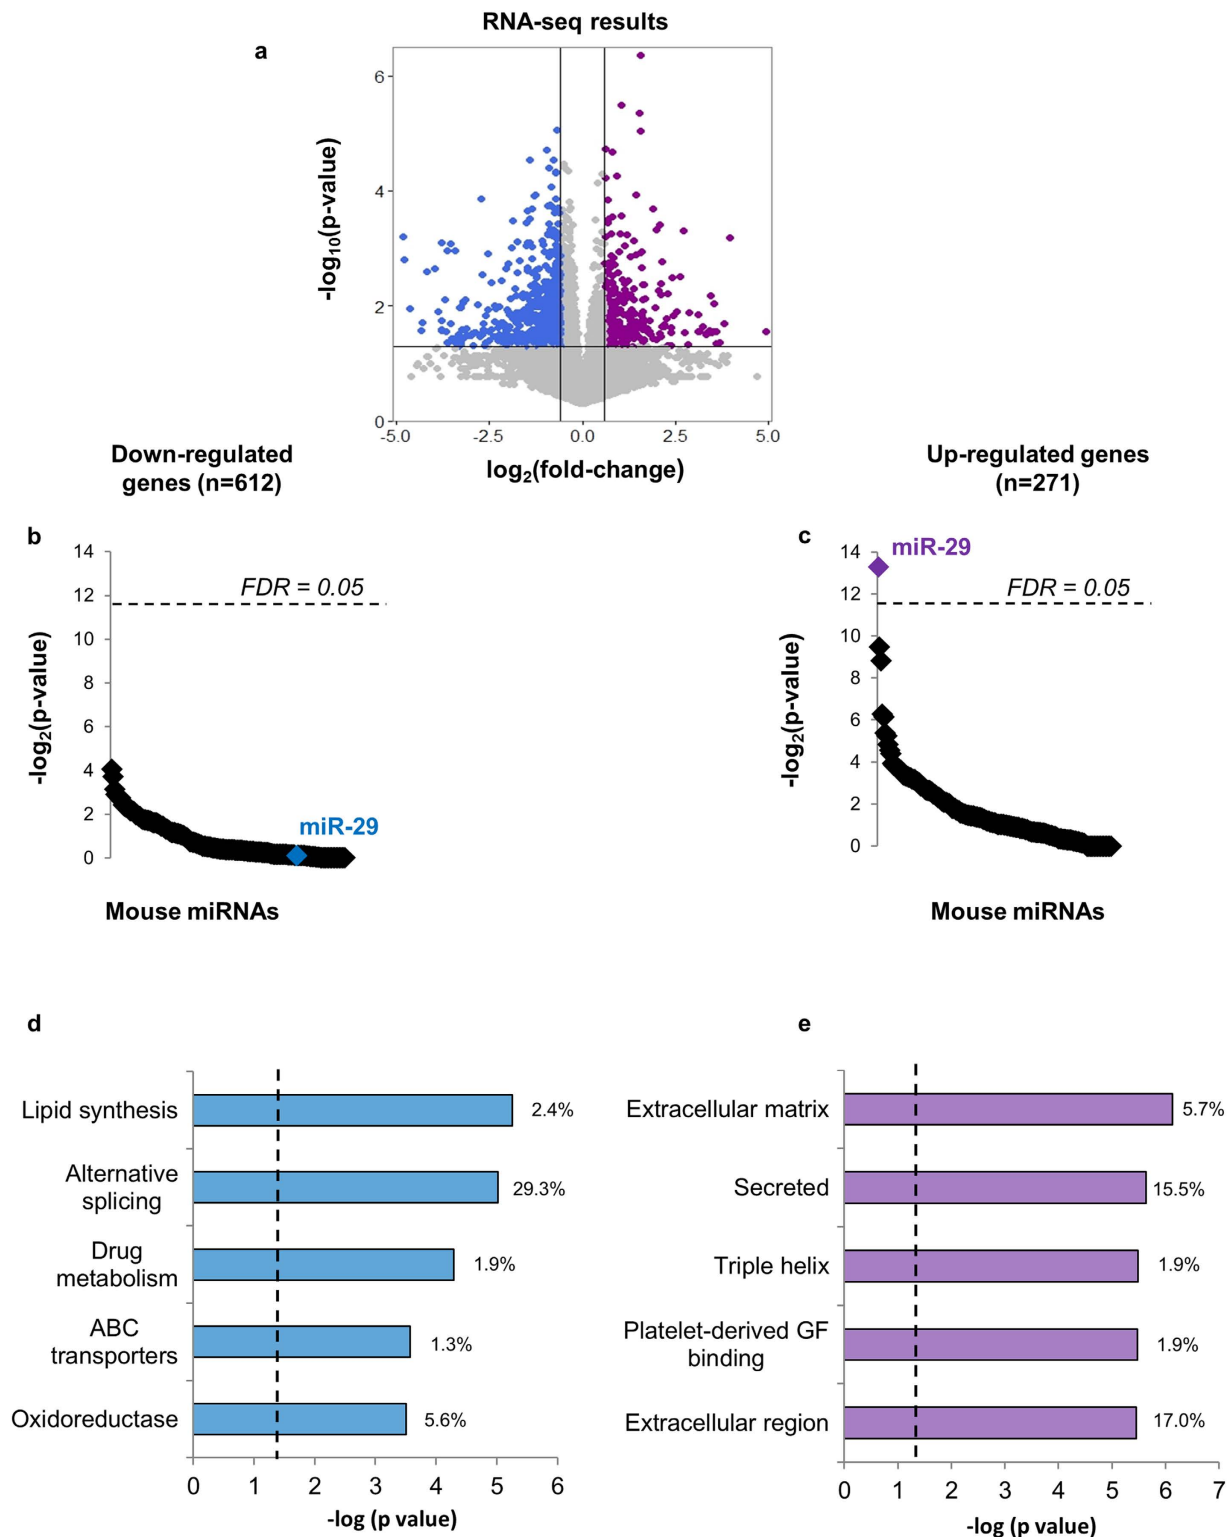 RNA-seq results
a
6
4
2
0
-log10(p-value)
-5.0 -2.5 0.0 2.5 5.0
log2(fold-change)
Down-regulated
genes (n=612)
Up-regulated genes
(n=271)
b
14
12
10
8
6
4
2
0
-log2(p-value)
FDR = 0.05
miR-29
Mouse miRNAs
c
14
12
10
8
6
4
2
0
-log2(p-value)
miR-29
FDR = 0.05
Mouse miRNAs
d
Lipid synthesis
2.4%
Alternative
splicing
29.3%
Drug
metabolism
1.9%
ABC
transporters
1.3%
Oxidoreductase
5.6%
0 1 2 3 4 5 6
-log (p value)
e
Extracellular matrix
5.7%
Secreted
15.5%
Triple helix
1.9%
Platelet-derived GF
binding
1.9%
Extracellular region
17.0%
0 1 2 3 4 5 6 7
-log (p value)